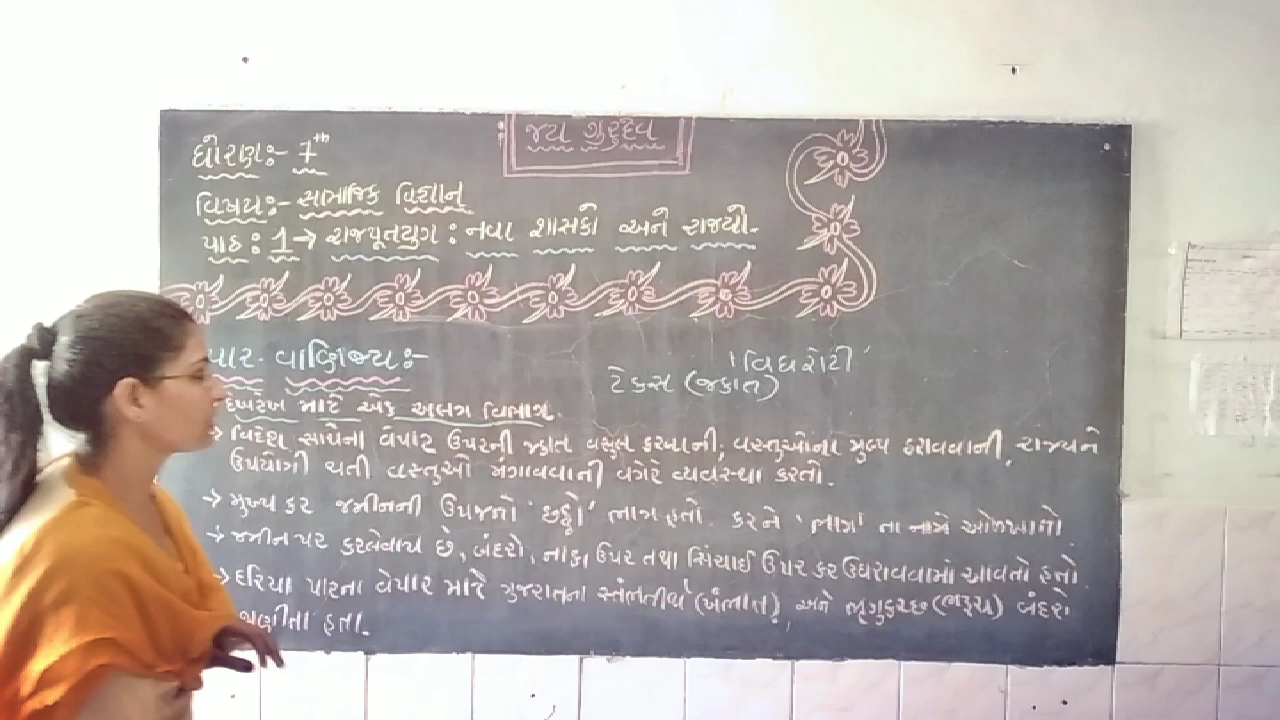 જય ગુરુદેવ
ધોરણ:- 7th
વિષય:- સામાજિક વિજ્ઞાન
પાઠ : 1 → રાજપૂતયુગ : નવા શાસકો અને રાજ્યો.
પાર - વાણિજ્ય:-
'વિઘરોટી'
ટેકસ (જકાત)
દેખરેખ માટે એક અલગ વિભાગ.
→ વિદેશ સાથેના વેપાર ઉપરની જકાત વસુલ કરવાની, વસ્તુઓના મુલ્ય ઠરાવવાની, રાજ્યને
ઉપયોગી થતી વસ્તુઓ મંગાવવાની વગેરે વ્યવસ્થા કરતો.
→ મુખ્ય કર જમીનની ઉપજનો 'છઠ્ઠો' ભાગ હતો. કરને 'ભાગ' ના નામે ઓળખાતો.
→ જમીન પર કરલેવાય છે, બંદરો, નાકા ઉપર તથા સિંચાઈ ઉપર કર ઉઘરાવવામાં આવતો હતો.
→ દરિયા પારના વેપાર માટે ગુજરાતના સ્તંભતીર્થ (ખંભાત), અને ભૃગુકચ્છ (ભરૂચ) બંદરો
જાણીતા હતા.